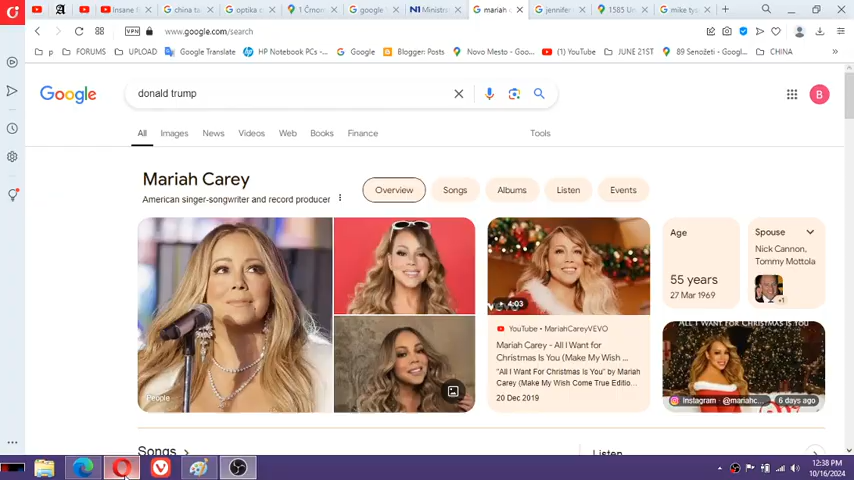 Insane S
china ta
optika c
1 Črnom
google l
Ministra
mariah c
jennifer
1585 Un
mike tys
VPN www.google.com/search
p FORUMS UPLOAD Google Translate HP Notebook PCs -... Google Blogger: Posts Novo Mesto - Goo... (1) YouTube JUNE 21ST 89 Senožeti - Googl... CHINA
Google donald trump B
All Images News Videos Web Books Finance Tools
Mariah Carey
American singer-songwriter and record producer
Overview Songs Albums Listen Events
People
4:03
vevo
YouTube • MariahCareyVEVO
Mariah Carey - All I Want for
Christmas Is You (Make My Wish ...
"All I Want For Christmas Is You" by Mariah
Carey (Make My Wish Come True Editio...
20 Dec 2019
Age
55 years
27 Mar 1969
Spouse
Nick Cannon,
Tommy Mottola
+1
ALL I WANT FOR CHRISTMAS IS YOU
Instagram · @mariahc... 6 days ago
Songs
Listen
12:38 PM
10/16/2024